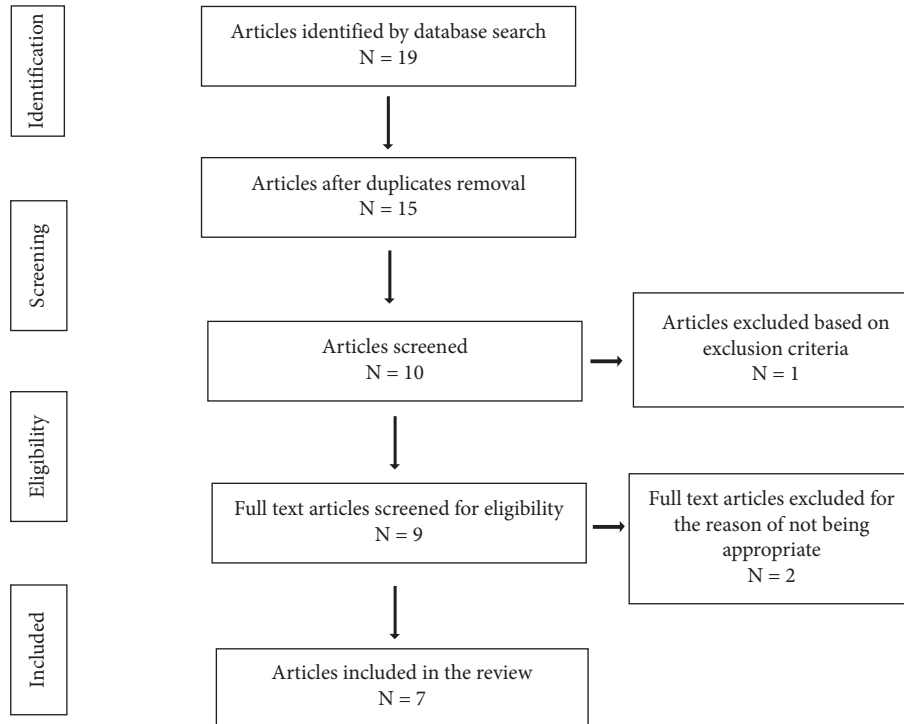 Identification
Articles identified by database search
N = 19
Articles after duplicates removal
N = 15
Screening
Articles screened
N = 10
Articles excluded based on
exclusion criteria
N = 1
Eligibility
Full text articles screened for eligibility
N = 9
Full text articles excluded for
the reason of not being
appropriate
N = 2
Included
Articles included in the review
N = 7